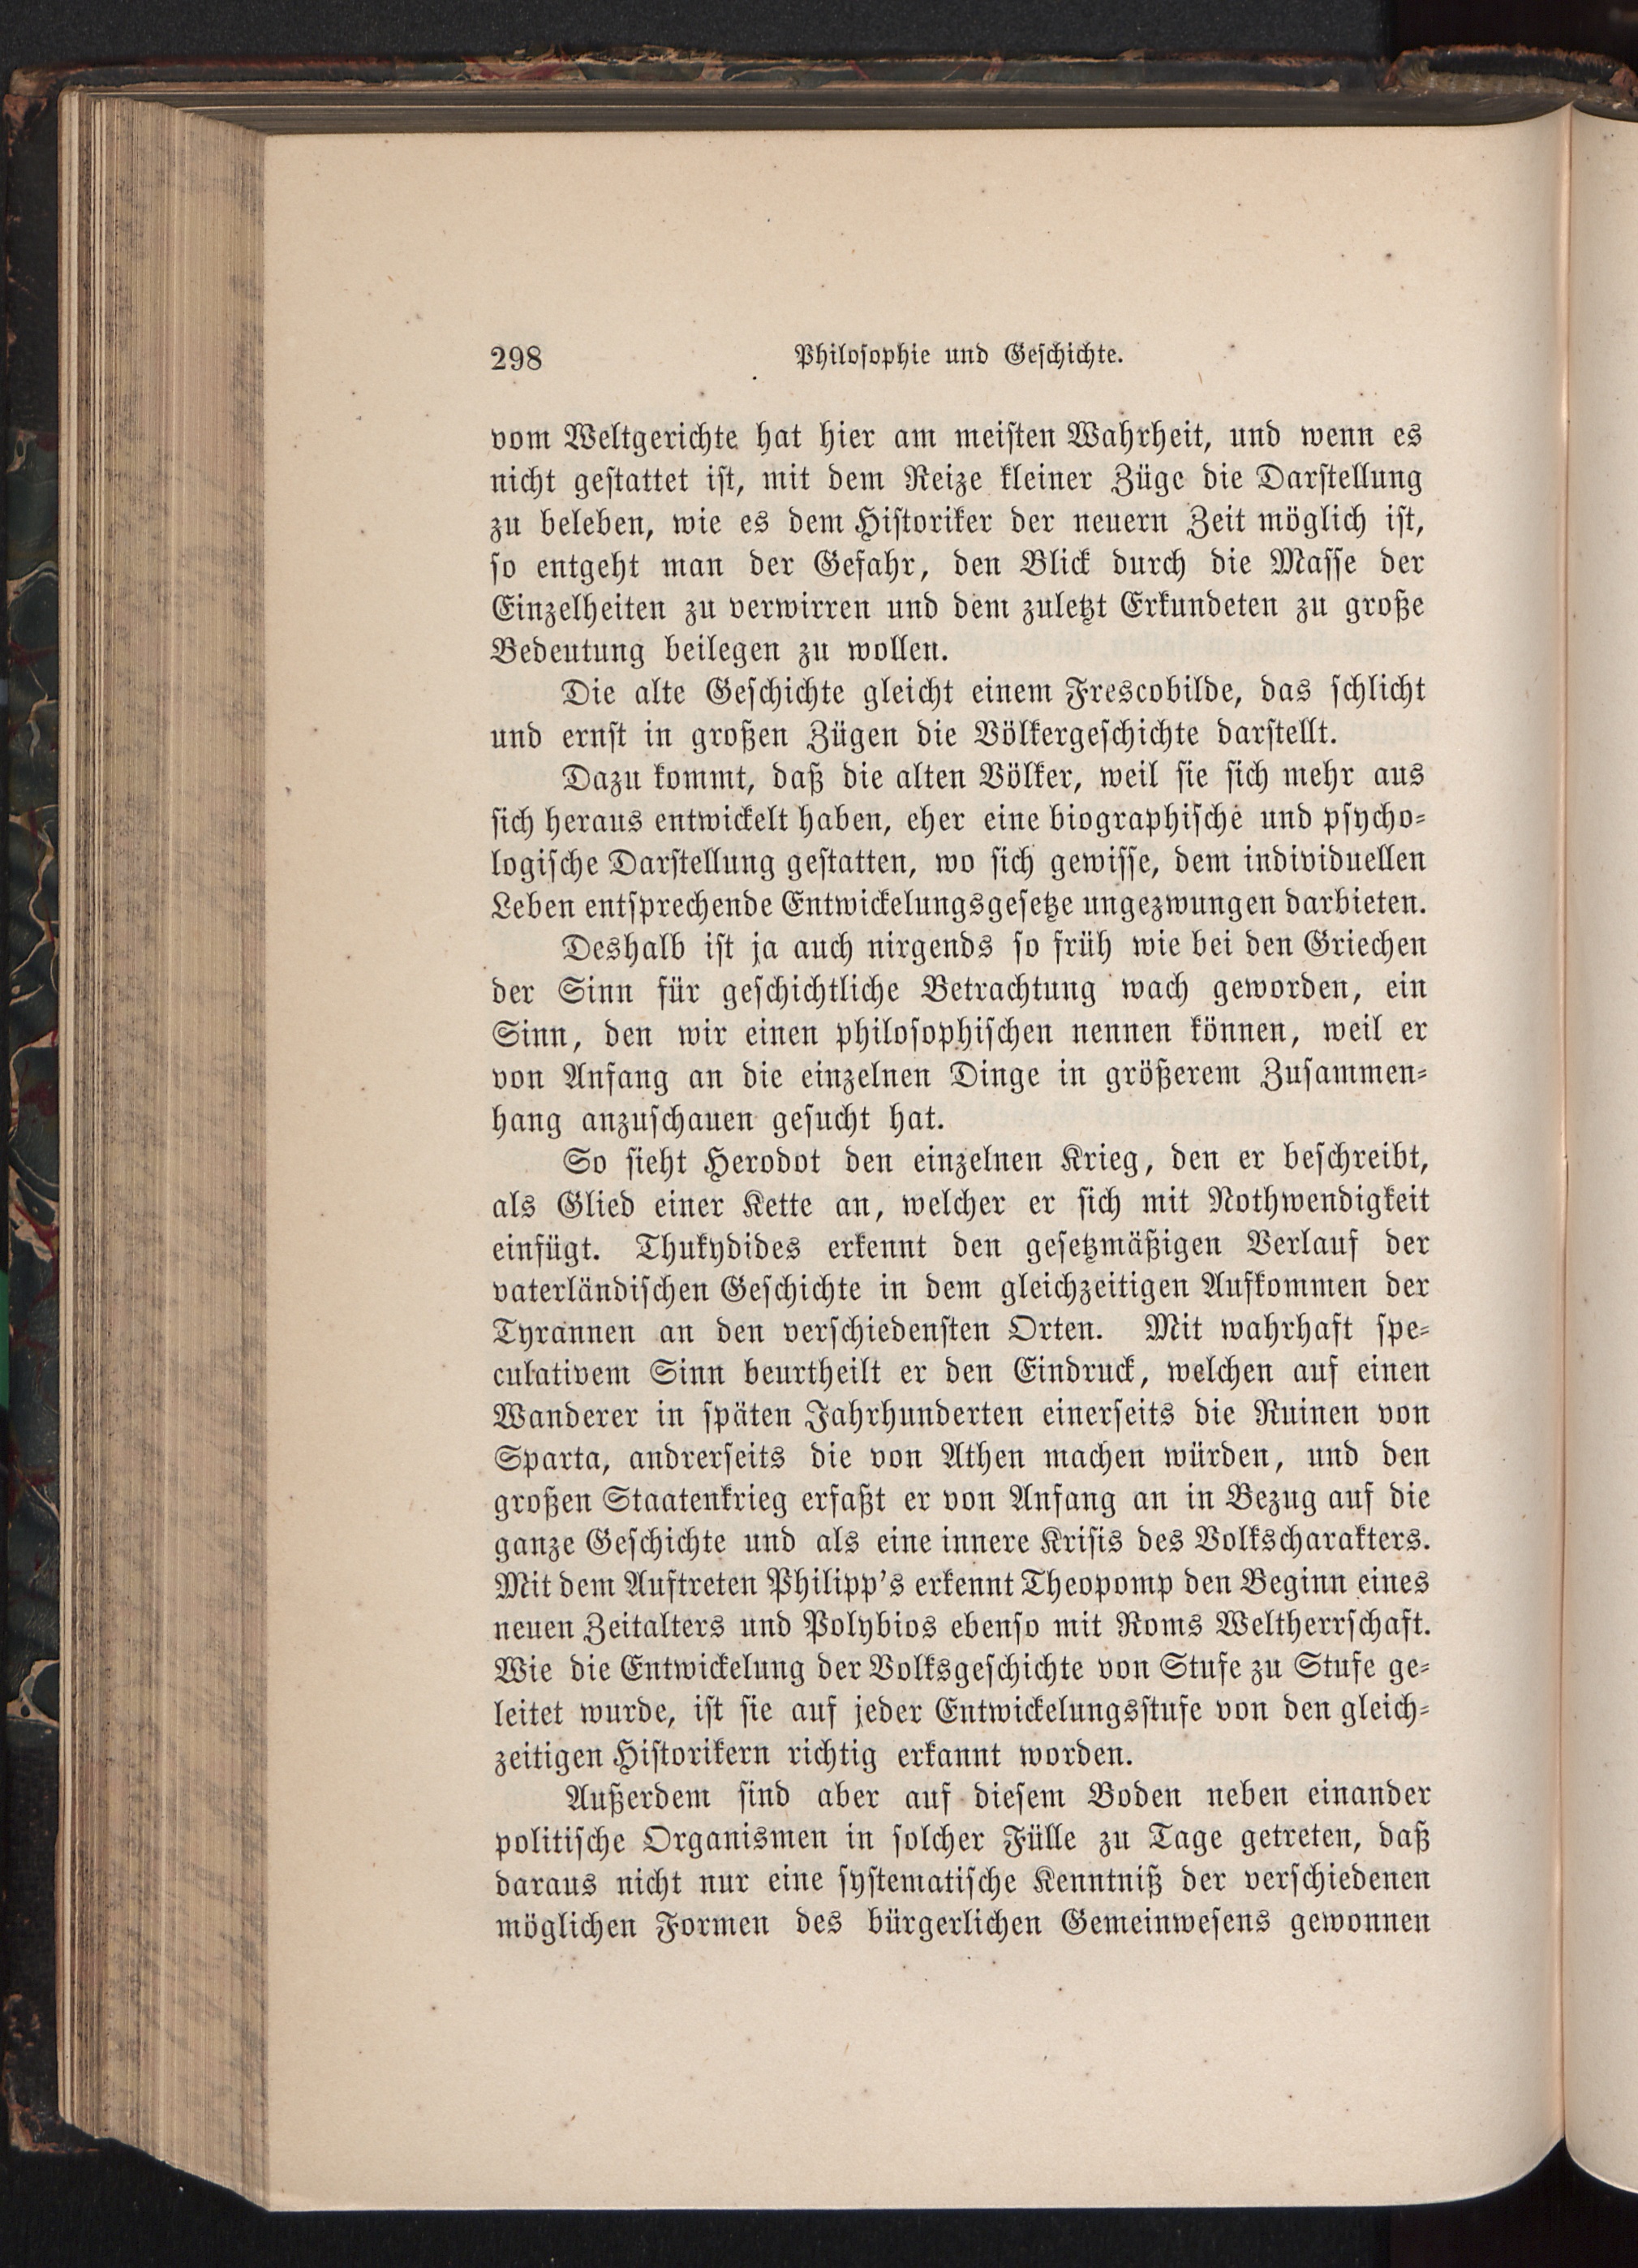 298
Philosophie und Geschichte.
vom Weltgerichte hat hier am meisten Wahrheit, und wenn es
nicht gestattet ist, mit dem Reize kleiner Züge die Darstellung
zu beleben, wie es dem Historiker der neuern Zeit möglich ist,
so entgeht man der Gefahr, den Blick durch die Masse der
Einzelheiten zu verwirren und dem zuletzt Erkundeten zu große
Bedeutung beilegen zu wollen.
Die alte Geschichte gleicht einem Frescobilde, das schlicht
und ernst in großen Zügen die Völkergeschichte darstellt.
Dazu kommt, daß die alten Völker, weil sie sich mehr aus
sich heraus entwickelt haben, eher eine biographische und psycho-
logische Darstellung gestatten, wo sich gewisse, dem individuellen
Leben entsprechende Entwickelungsgesetze ungezwungen darbieten.
Deshalb ist ja auch nirgends so früh wie bei den Griechen
der Sinn für geschichtliche Betrachtung wach geworden, ein
Sinn, den wir einen philosophischen nennen können, weil er
von Anfang an die einzelnen Dinge in größerem Zusammen-
hang anzuschauen gesucht hat.
So sieht Herodot den einzelnen Krieg, den er beschreibt,
als Glied einer Kette an, welcher er sich mit Nothwendigkeit
einfügt. Thukydides erkennt den gesetzmäßigen Verlauf der
vaterländischen Geschichte in dem gleichzeitigen Aufkommen der
Tyrannen an den verschiedensten Orten. Mit wahrhaft spe-
culativem Sinn beurtheilt er den Eindruck, welchen auf einen
Wanderer in späten Jahrhunderten einerseits die Ruinen von
Sparta, andrerseits die von Athen machen würden, und den
großen Staatenkrieg erfaßt er von Anfang an in Bezug auf die
ganze Geschichte und als eine innere Krisis des Volkscharakters.
Mit dem Auftreten Philipp's erkennt Theopomp den Beginn eines
neuen Zeitalters und Polybios ebenso mit Roms Weltherrschaft.
Wie die Entwickelung der Volksgeschichte von Stufe zu Stufe ge-
leitet wurde, ist sie auf jeder Entwickelungsstufe von den gleich-
zeitigen Historikern richtig erkannt worden.
Außerdem sind aber auf diesem Boden neben einander
politische Organismen in solcher Fülle zu Tage getreten, daß
daraus nicht nur eine systematische Kenntniß der verschiedenen
möglichen Formen des bürgerlichen Gemeinwesens gewonnen